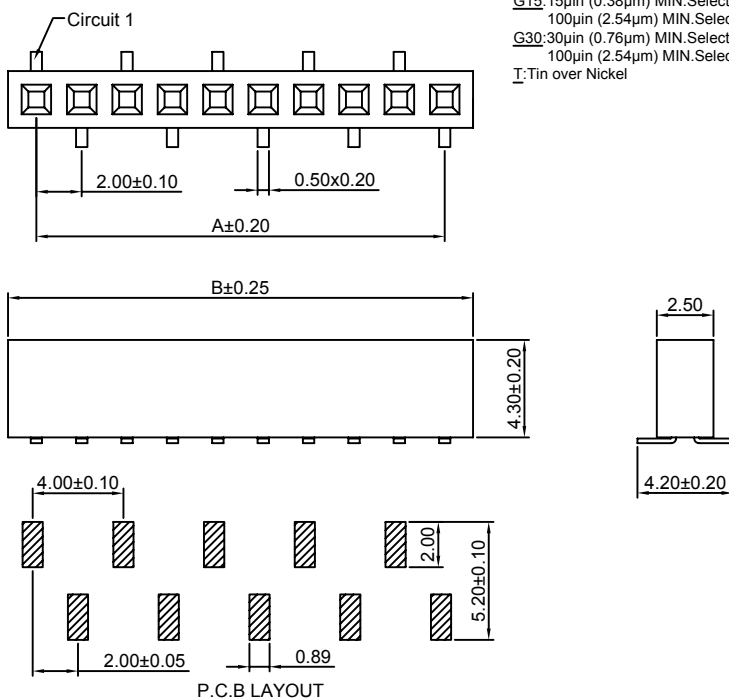 G15:15µin (0.38µm) MIN.Select
100µin (2.54µm) MIN.Selec
G30:30µin (0.76µm) MIN.Select
100µin (2.54µm) MIN.Selec
T:Tin over Nickel
Circuit 1
2.00±0.10
0.50x0.20
A±0.20
B±0.25
2.50
4.30±0.20
4.20±0.20
4.00±0.10
2.00
5.20±0.10
2.00±0.05
0.89
P.C.B LAYOUT